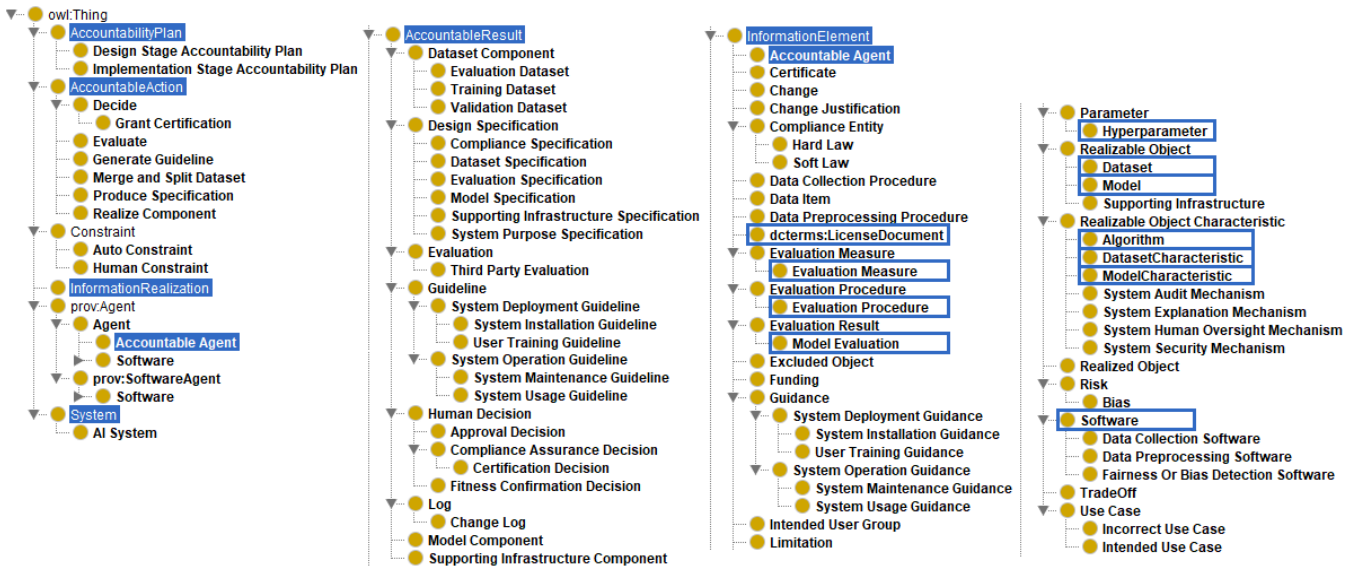 owl:Thing
AccountabilityPlan
Design Stage Accountability Plan
Implementation Stage Accountability Plan
AccountableAction
Decide
Grant Certification
Evaluate
Generate Guideline
Merge and Split Dataset
Produce Specification
Realize Component
Constraint
Auto Constraint
Human Constraint
InformationRealization
prov:Agent
Agent
Accountable Agent
Software
prov:SoftwareAgent
Software
System
AI System
AccountableResult
Dataset Component
Evaluation Dataset
Training Dataset
Validation Dataset
Design Specification
Compliance Specification
Dataset Specification
Evaluation Specification
Model Specification
Supporting Infrastructure Specification
System Purpose Specification
Evaluation
Third Party Evaluation
Guideline
System Deployment Guideline
System Installation Guideline
User Training Guideline
System Operation Guideline
System Maintenance Guideline
System Usage Guideline
Human Decision
Approval Decision
Compliance Assurance Decision
Certification Decision
Fitness Confirmation Decision
Log
Change Log
Model Component
Supporting Infrastructure Component
InformationElement
Accountable Agent
Certificate
Change
Change Justification
Compliance Entity
Hard Law
Soft Law
Data Collection Procedure
Data Item
Data Preprocessing Procedure
dcterms:LicenseDocument
Evaluation Measure
Evaluation Measure
Evaluation Procedure
Evaluation Procedure
Evaluation Result
Model Evaluation
Excluded Object
Funding
Guidance
System Deployment Guidance
System Installation Guidance
User Training Guidance
System Operation Guidance
System Maintenance Guidance
System Usage Guidance
Intended User Group
Limitation
Parameter
Hyperparameter
Realizable Object
Dataset
Model
Supporting Infrastructure
Realizable Object Characteristic
Algorithm
DatasetCharacteristic
ModelCharacteristic
System Audit Mechanism
System Explanation Mechanism
System Human Oversight Mechanism
System Security Mechanism
Realized Object
Risk
Bias
Software
Data Collection Software
Data Preprocessing Software
Fairness Or Bias Detection Software
TradeOff
Use Case
Incorrect Use Case
Intended Use Case